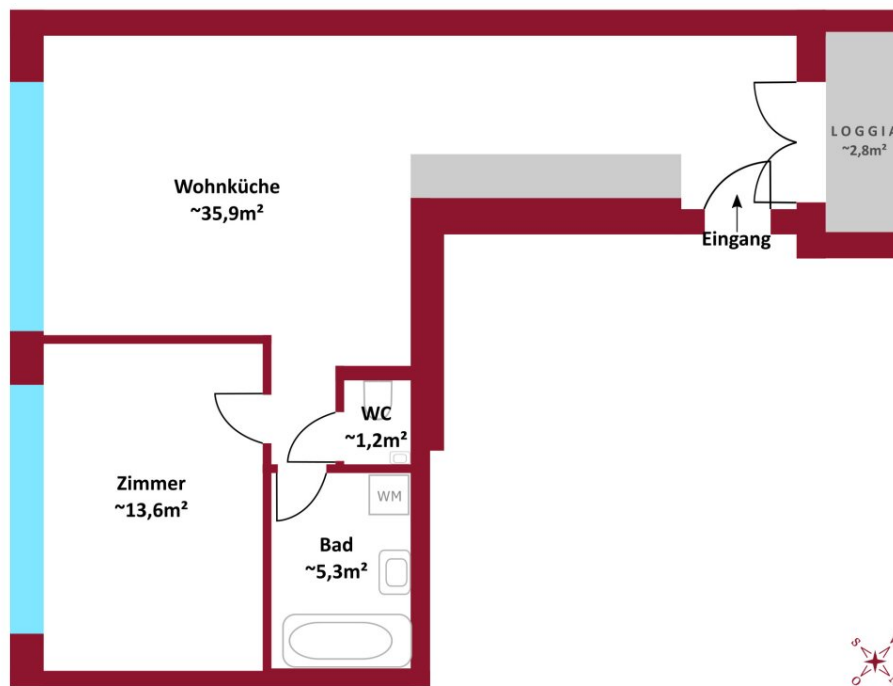 LOGGIA
~2,8m²
Wohnküche
~35,9m²
Eingang
WC
~1,2m²
Zimmer
~13,6m²
WM
Bad
~5,3m²
S
O